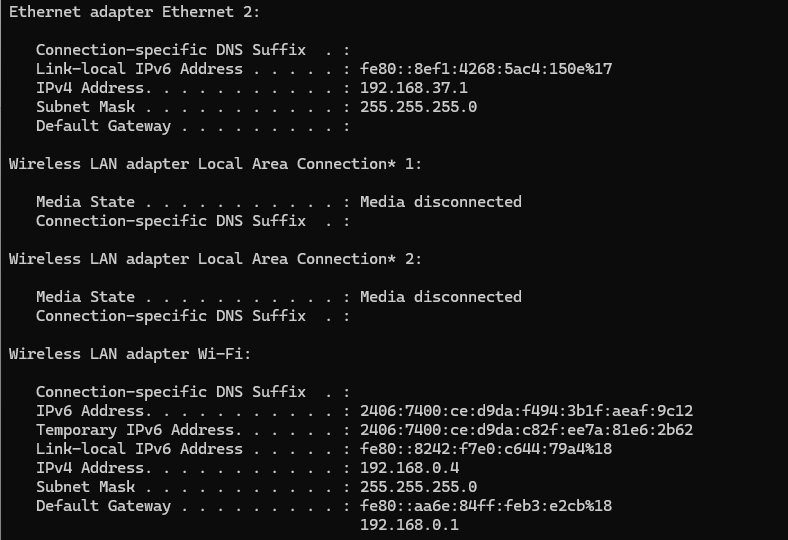 Ethernet adapter Ethernet 2:
Connection-specific DNS Suffix  . :
Link-local IPv6 Address . . . . . : fe80::8ef1:4268:5ac4:150e%17
IPv4 Address. . . . . . . . . . . : 192.168.37.1
Subnet Mask . . . . . . . . . . . : 255.255.255.0
Default Gateway . . . . . . . . . :
Wireless LAN adapter Local Area Connection* 1:
Media State . . . . . . . . . . . : Media disconnected
Connection-specific DNS Suffix  . :
Wireless LAN adapter Local Area Connection* 2:
Media State . . . . . . . . . . . : Media disconnected
Connection-specific DNS Suffix  . :
Wireless LAN adapter Wi-Fi:
Connection-specific DNS Suffix  . :
IPv6 Address. . . . . . . . . . . : 2406:7400:ce:d9da:f494:3b1f:aeaf:9c12
Temporary IPv6 Address. . . . . . : 2406:7400:ce:d9da:c82f:ee7a:81e6:2b62
Link-local IPv6 Address . . . . . : fe80::8242:f7e0:c644:79a4%18
IPv4 Address. . . . . . . . . . . : 192.168.0.4
Subnet Mask . . . . . . . . . . . : 255.255.255.0
Default Gateway . . . . . . . . . : fe80::aa6e:84ff:feb3:e2cb%18
192.168.0.1